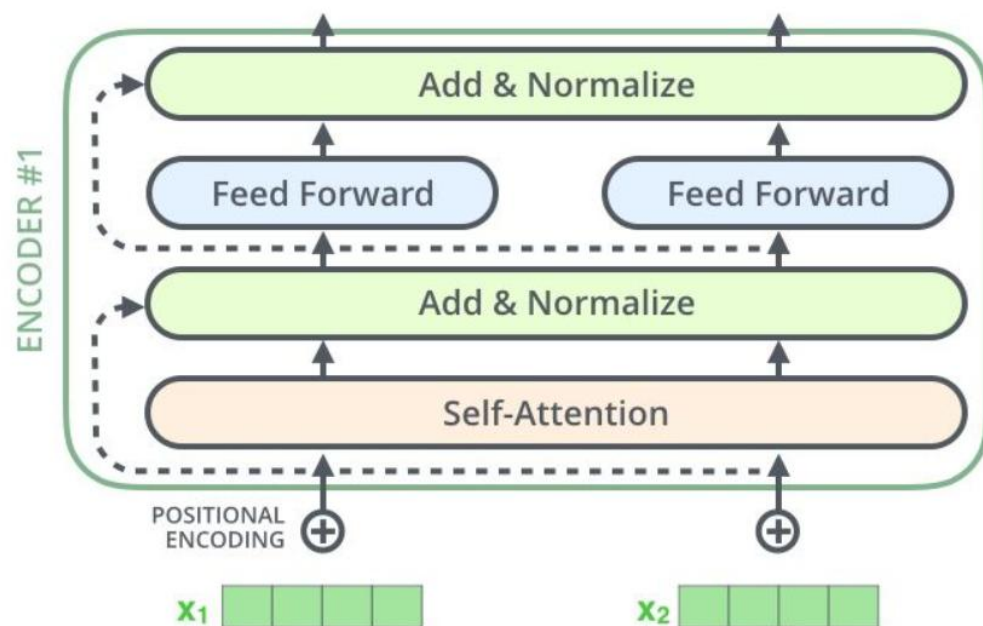 Add & Normalize
Feed Forward
Feed Forward
ENCODER #1
Add & Normalize
Self-Attention
POSITIONAL
ENCODING
x₁
x₂